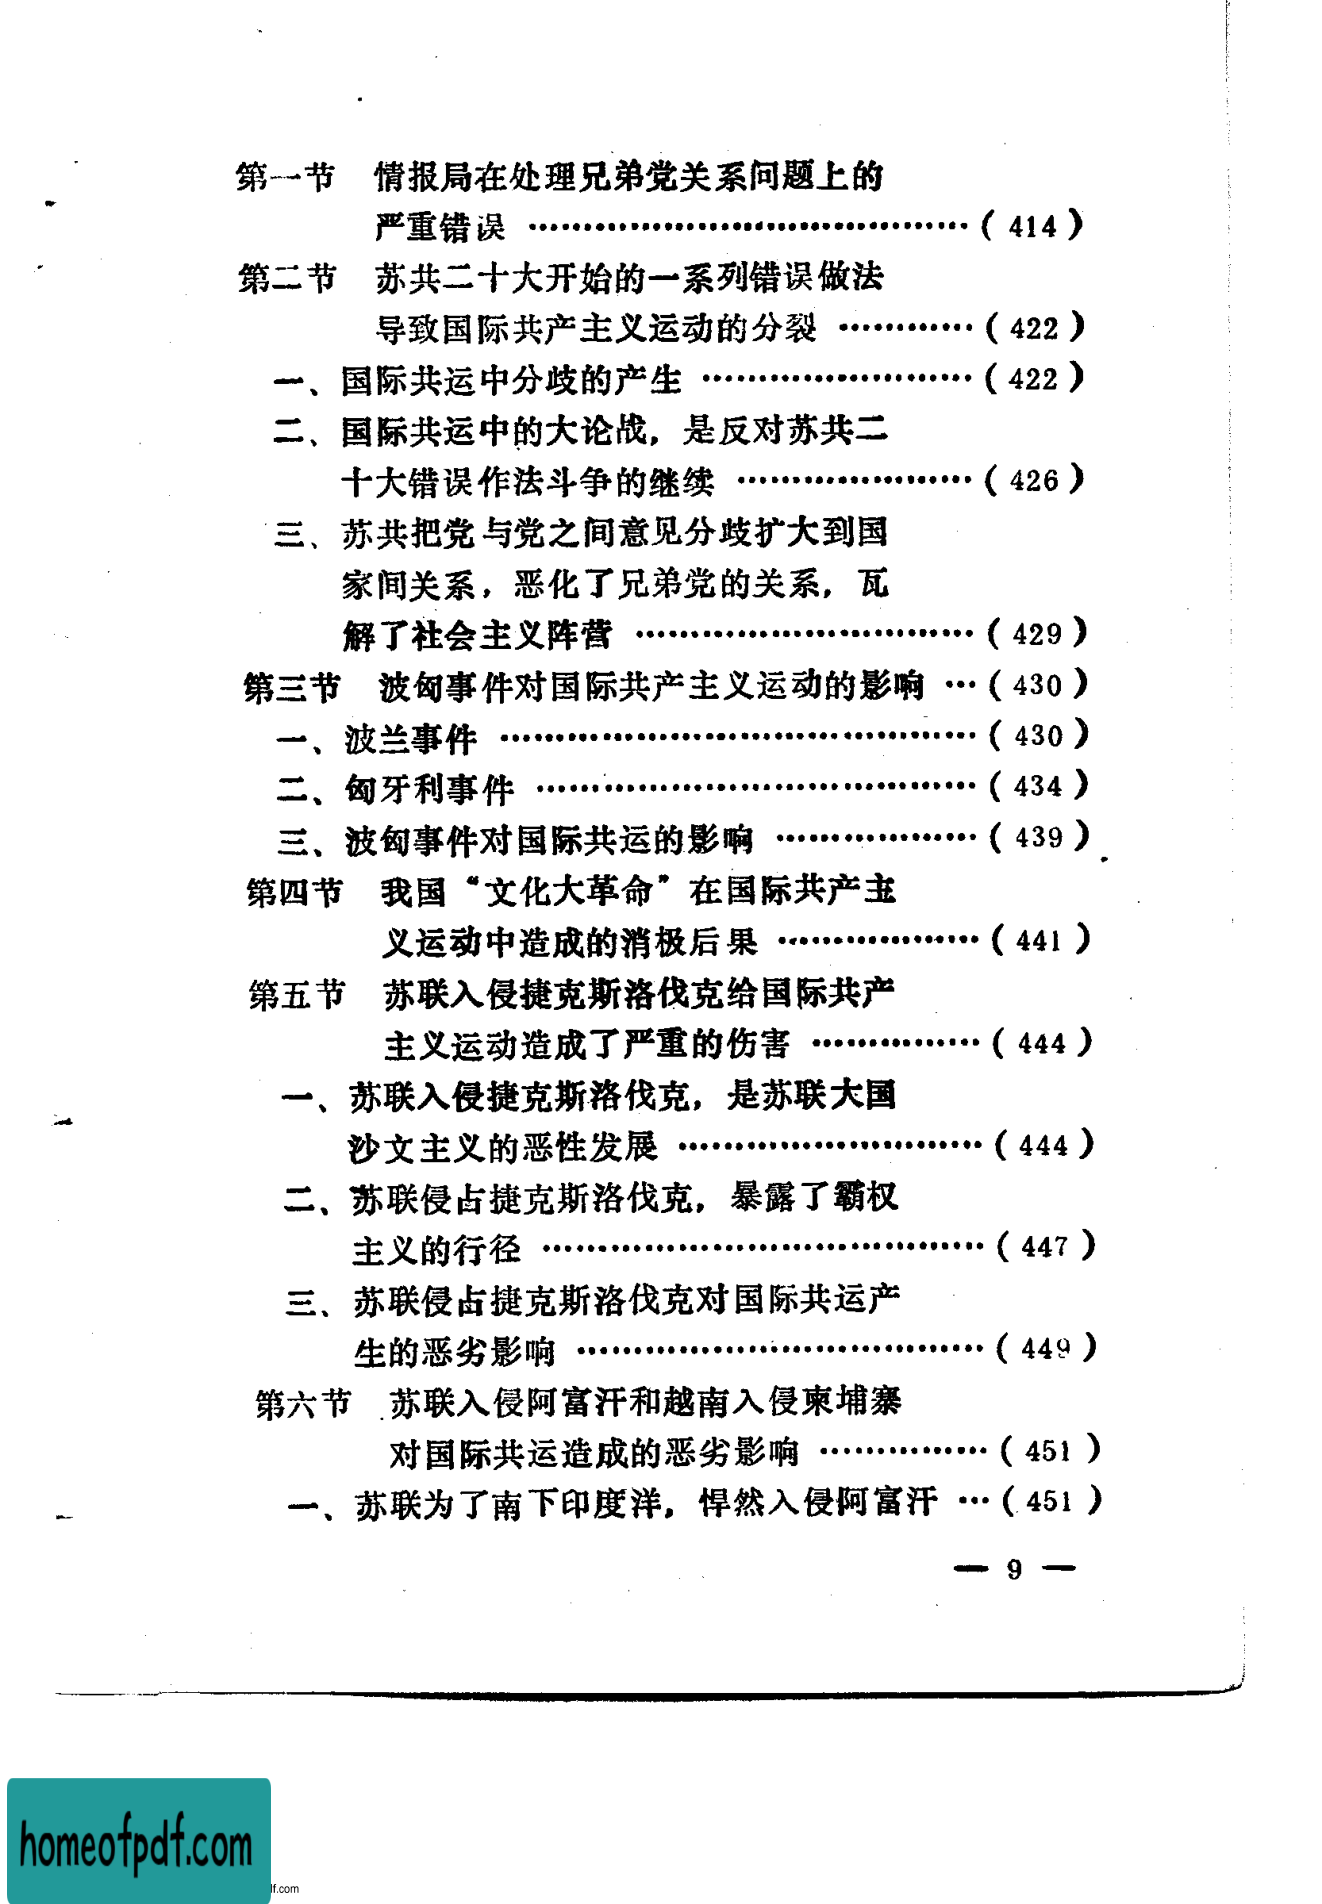 第一节 情报局在处理兄弟党关系问题上的
严重错误 ……………………………………（414）
第二节 苏共二十大开始的一系列错误做法
导致国际共产主义运动的分裂 …………（422）
一、国际共运中分歧的产生 ……………………（422）
二、国际共运中的大论战，是反对苏共二
十大错误作法斗争的继续 …………………（426）
三、苏共把党与党之间意见分歧扩大到国
家间关系，恶化了兄弟党的关系，瓦
解了社会主义阵营 …………………………（429）
第三节 波匈事件对国际共产主义运动的影响 …（430）
一、波兰事件 ……………………………………（430）
二、匈牙利事件 …………………………………（434）
三、波匈事件对国际共运的影响 ………………（439）
第四节 我国“文化大革命”在国际共产主
义运动中造成的消极后果 ………………（441）
第五节 苏联入侵捷克斯洛伐克给国际共产
主义运动造成了严重的伤害 ……………（444）
一、苏联入侵捷克斯洛伐克，是苏联大国
沙文主义的恶性发展 ………………………（444）
二、苏联侵占捷克斯洛伐克，暴露了霸权
主义的行径 …………………………………（447）
三、苏联侵占捷克斯洛伐克对国际共运产
生的恶劣影响 ………………………………（449）
第六节 苏联入侵阿富汗和越南入侵柬埔寨
对国际共运造成的恶劣影响 ……………（451）
一、苏联为了南下印度洋，悍然入侵阿富汗 …（451）
— 9 —
homeofpdf.com
lf.com